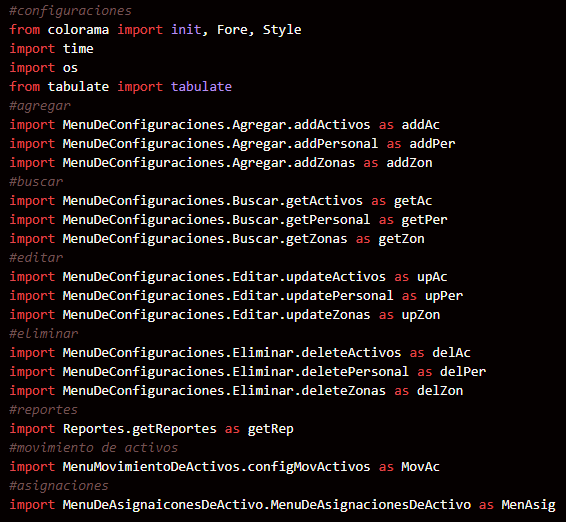 #configuraciones
from colorama import init, Fore, Style
import time
import os
from tabulate import tabulate
#agregar
import MenuDeConfiguraciones.Agregar.addActivos as addAc
import MenuDeConfiguraciones.Agregar.addPersonal as addPer
import MenuDeConfiguraciones.Agregar.addZonas as addZon
#buscar
import MenuDeConfiguraciones.Buscar.getActivos as getAc
import MenuDeConfiguraciones.Buscar.getPersonal as getPer
import MenuDeConfiguraciones.Buscar.getZonas as getZon
#editar
import MenuDeConfiguraciones.Editar.updateActivos as upAc
import MenuDeConfiguraciones.Editar.updatePersonal as upPer
import MenuDeConfiguraciones.Editar.updateZonas as upZon
#eliminar
import MenuDeConfiguraciones.Eliminar.deleteActivos as delAc
import MenuDeConfiguraciones.Eliminar.deletePersonal as delPer
import MenuDeConfiguraciones.Eliminar.deleteZonas as delZon
#reportes
import Reportes.getReportes as getRep
#movimiento de activos
import MenuMovimientoDeActivos.configMovActivos as MovAc
#asignaciones
import MenuDeAsignaiconesDeActivo.MenuDeAsignacionesDeActivo as MenAsig